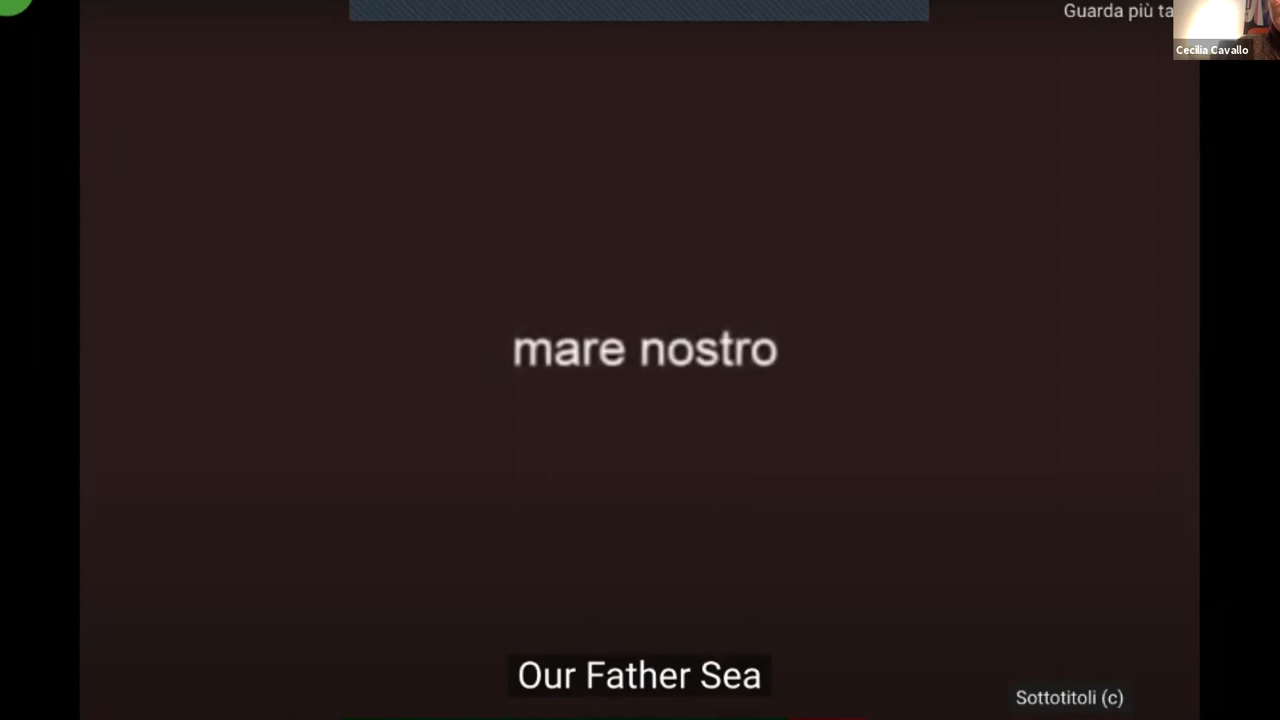 Guarda più ta
Cecilia Cavallo
mare nostro
Our Father Sea
Sottotitoli (c)